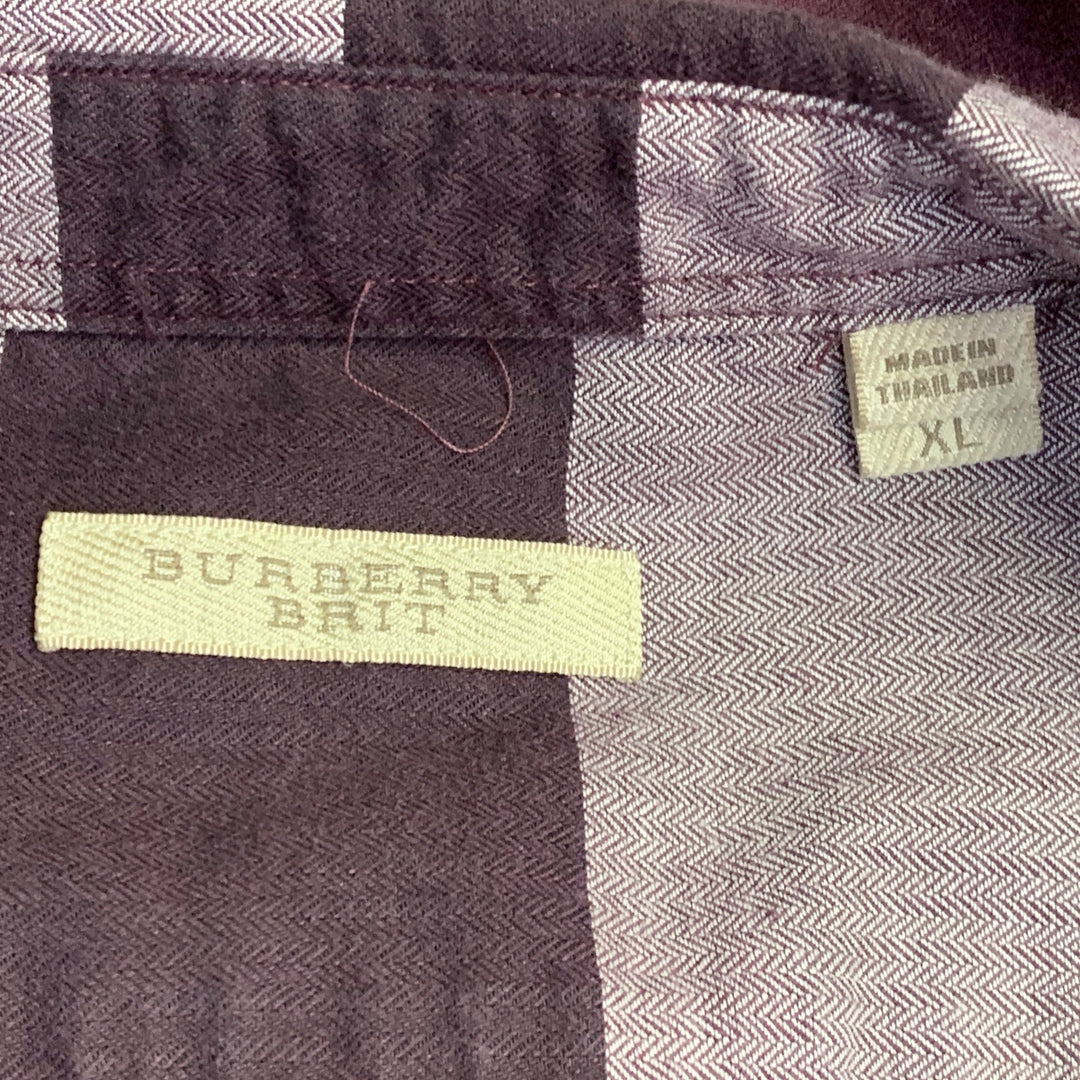 MADE IN
THAILAND
XL
BURBERRY
BRIT